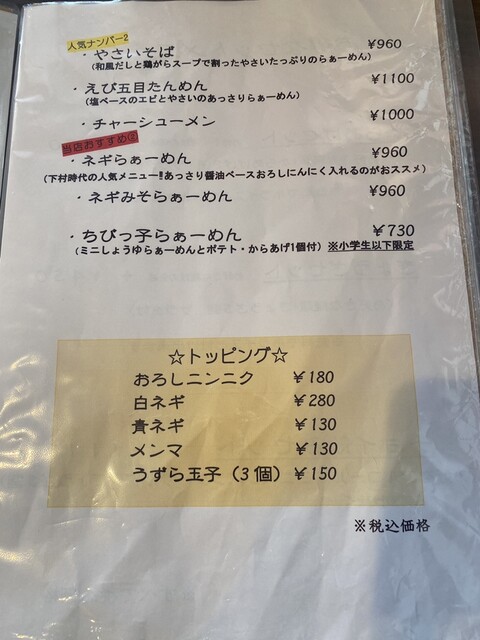 人気ナンバー2
・やさいそば ¥960
(和風だしと鶏がらスープで割ったやさいたっぷりのらぁーめん)
・えび五目たんめん ¥1100
(塩ベースのエビとやさいのあっさりらぁーめん)
・チャーシューメン ¥1000
当店おすすめ②
・ネギらぁーめん ¥960
(下村時代の人気メニュー!!あっさり醤油ベースおろしにんにく入れるのがおススメ)
・ネギみそらぁーめん ¥960
・ちびっ子らぁーめん ¥730
(ミニしょうゆらぁーめんとポテト・からあげ1個付) ※小学生以下限定
☆トッピング☆
おろしニンニク ¥180
白ネギ ¥280
青ネギ ¥130
メンマ ¥130
うずら玉子(3個) ¥150
※税込価格